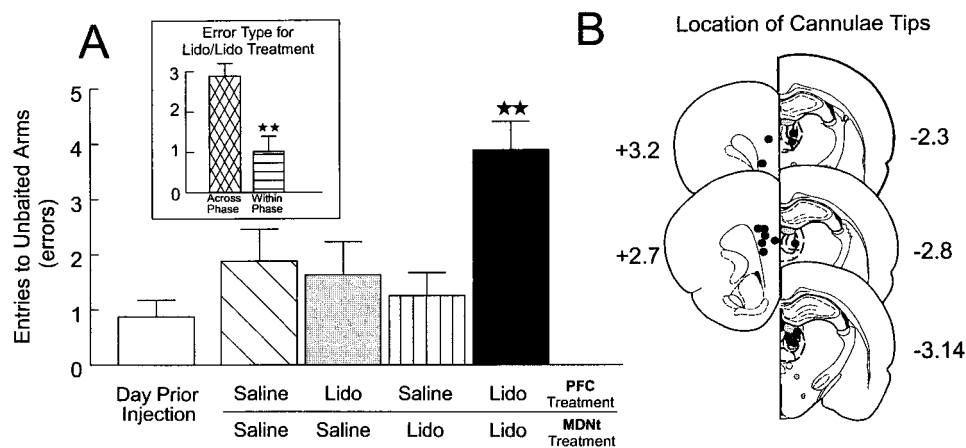 A
Error Type for
Lido/Lido Treatment
3
2
1
0
★★
Across
Phase
Within
Phase
Entries to Unbaited Arms
(errors)
5
4
3
2
1
0
★★
Day Prior
Injection
Saline
Lido
Saline
Lido
PFC
Treatment
Saline
Saline
Lido
Lido
MDNt
Treatment
B
Location of Cannulae Tips
+3.2
-2.3
+2.7
-2.8
-3.14